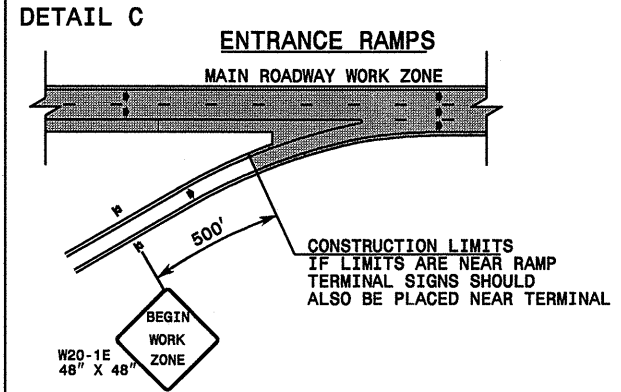 DETAIL C
ENTRANCE RAMPS
MAIN ROADWAY WORK ZONE
500'
CONSTRUCTION LIMITS
IF LIMITS ARE NEAR RAMP
TERMINAL SIGNS SHOULD
ALSO BE PLACED NEAR TERMINAL
BEGIN
WORK
ZONE
W20-1E
48" X 48"